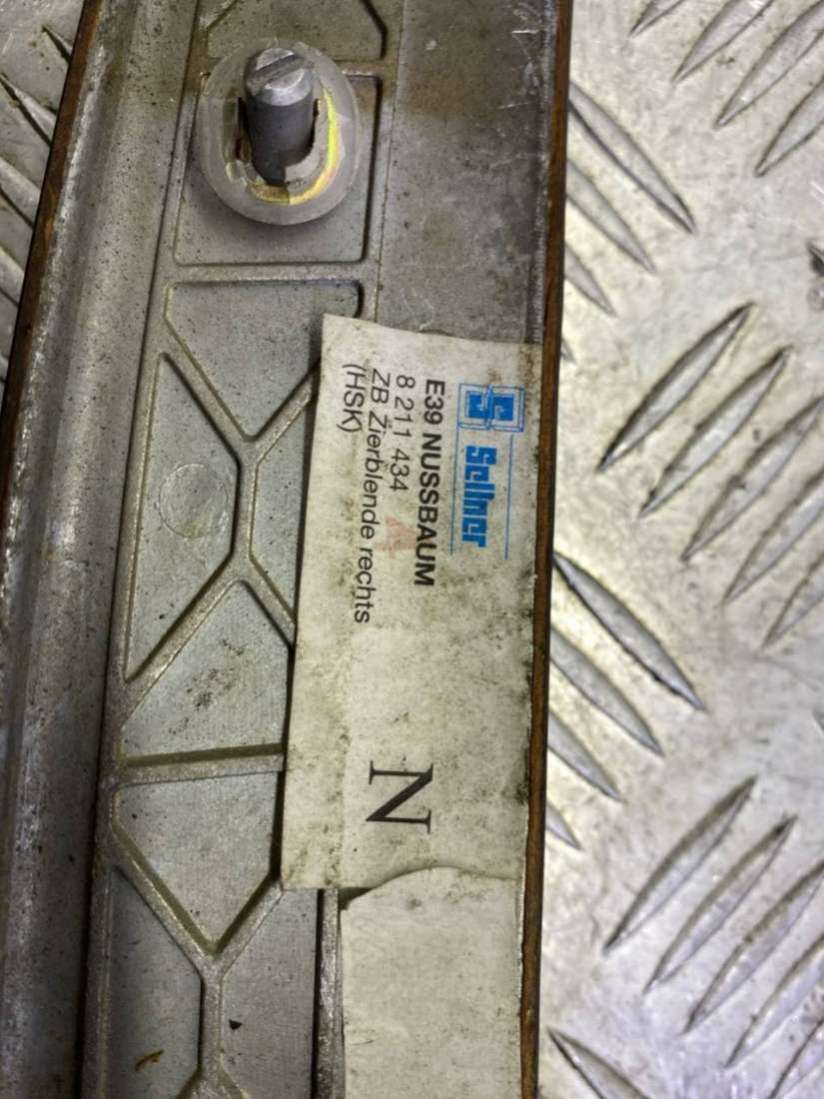 S Sellner
E39 NUSSBAUM
8 211 434
ZB Zierblende rechts
(HSK)
N